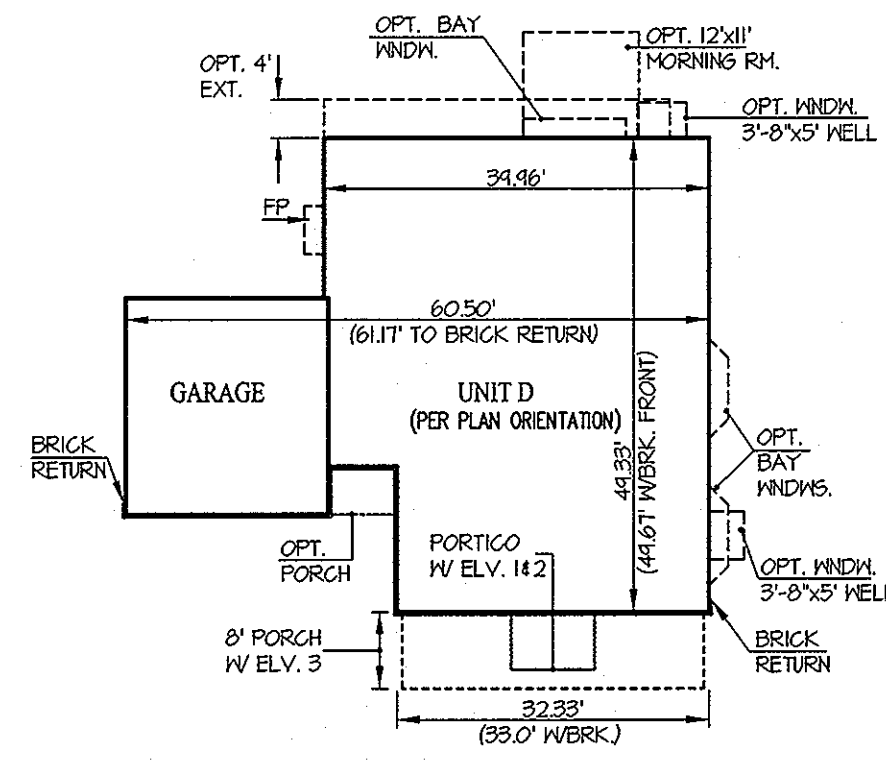 OPT. BAY
WNDW.
OPT. 12'x11'
MORNING RM.
OPT. 4'
EXT.
OPT. WNDW.
3'-8"x5' WELL
39.96'
FP
60.50'
(61.17' TO BRICK RETURN)
GARAGE
UNIT D
(PER PLAN ORIENTATION)
49.33'
(49.67' W/BRK. FRONT)
BRICK
RETURN
OPT.
BAY
WNDWS.
OPT.
PORCH
PORTICO
W/ ELV. 1&2
OPT. WNDW.
3'-8"x5' WELL
8' PORCH
W/ ELV. 3
BRICK
RETURN
32.33'
(33.0' W/BRK.)